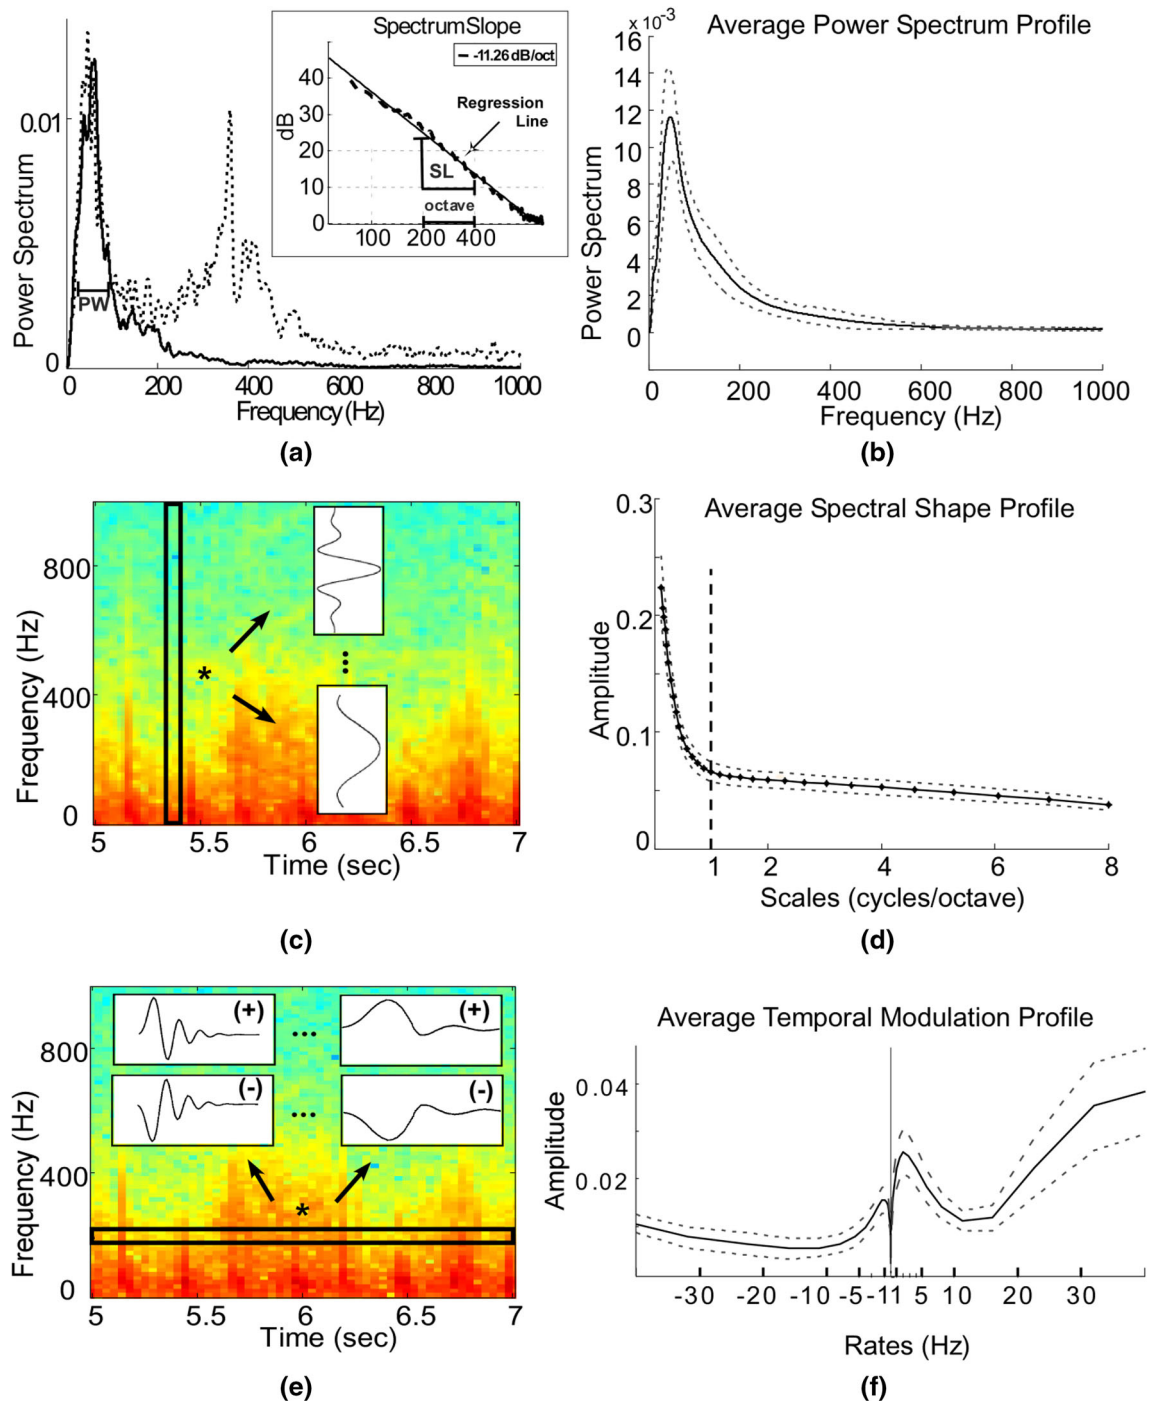 Spectrum Slope
-11.26 dB/oct
Regression
Line
SL
octave
dB
40
30
20
10
0
100 200 400
Power Spectrum
0.01
0
PW
0 200 400 600 800 1000
Frequency (Hz)
(a)
Average Power Spectrum Profile
×10⁻³
Power Spectrum
16
14
12
10
8
6
4
2
0
0 200 400 600 800 1000
Frequency (Hz)
(b)
Frequency (Hz)
800
400
0
*
5 5.5 6 6.5 7
Time (sec)
(c)
Average Spectral Shape Profile
Amplitude
0.3
0.2
0.1
0
1 2 4 6 8
Scales (cycles/octave)
(d)
Frequency (Hz)
800
400
0
(+) ••• (+)
(-) ••• (-)
*
5 5.5 6 6.5 7
Time (sec)
(e)
Average Temporal Modulation Profile
Amplitude
0.04
0.02
-30 -20 -10 -5 -1 1 5 10 20 30
Rates (Hz)
(f)